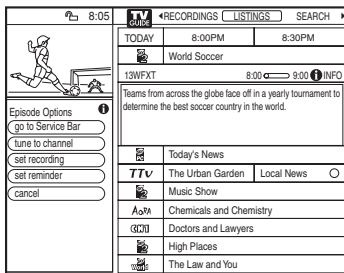 8:05
TV GUIDE
RECORDINGS LISTINGS SEARCH
TODAY 8:00PM 8:30PM
World Soccer
13WFXT 8:00 9:00 INFO
Teams from across the globe face off in a yearly tournament to
determine the best soccer country in the world.
Episode Options
go to Service Bar
tune to channel
set recording
set reminder
cancel
Today's News
TTv The Urban Garden Local News
Music Show
Chemicals and Chemistry
Doctors and Lawyers
High Places
The Law and You